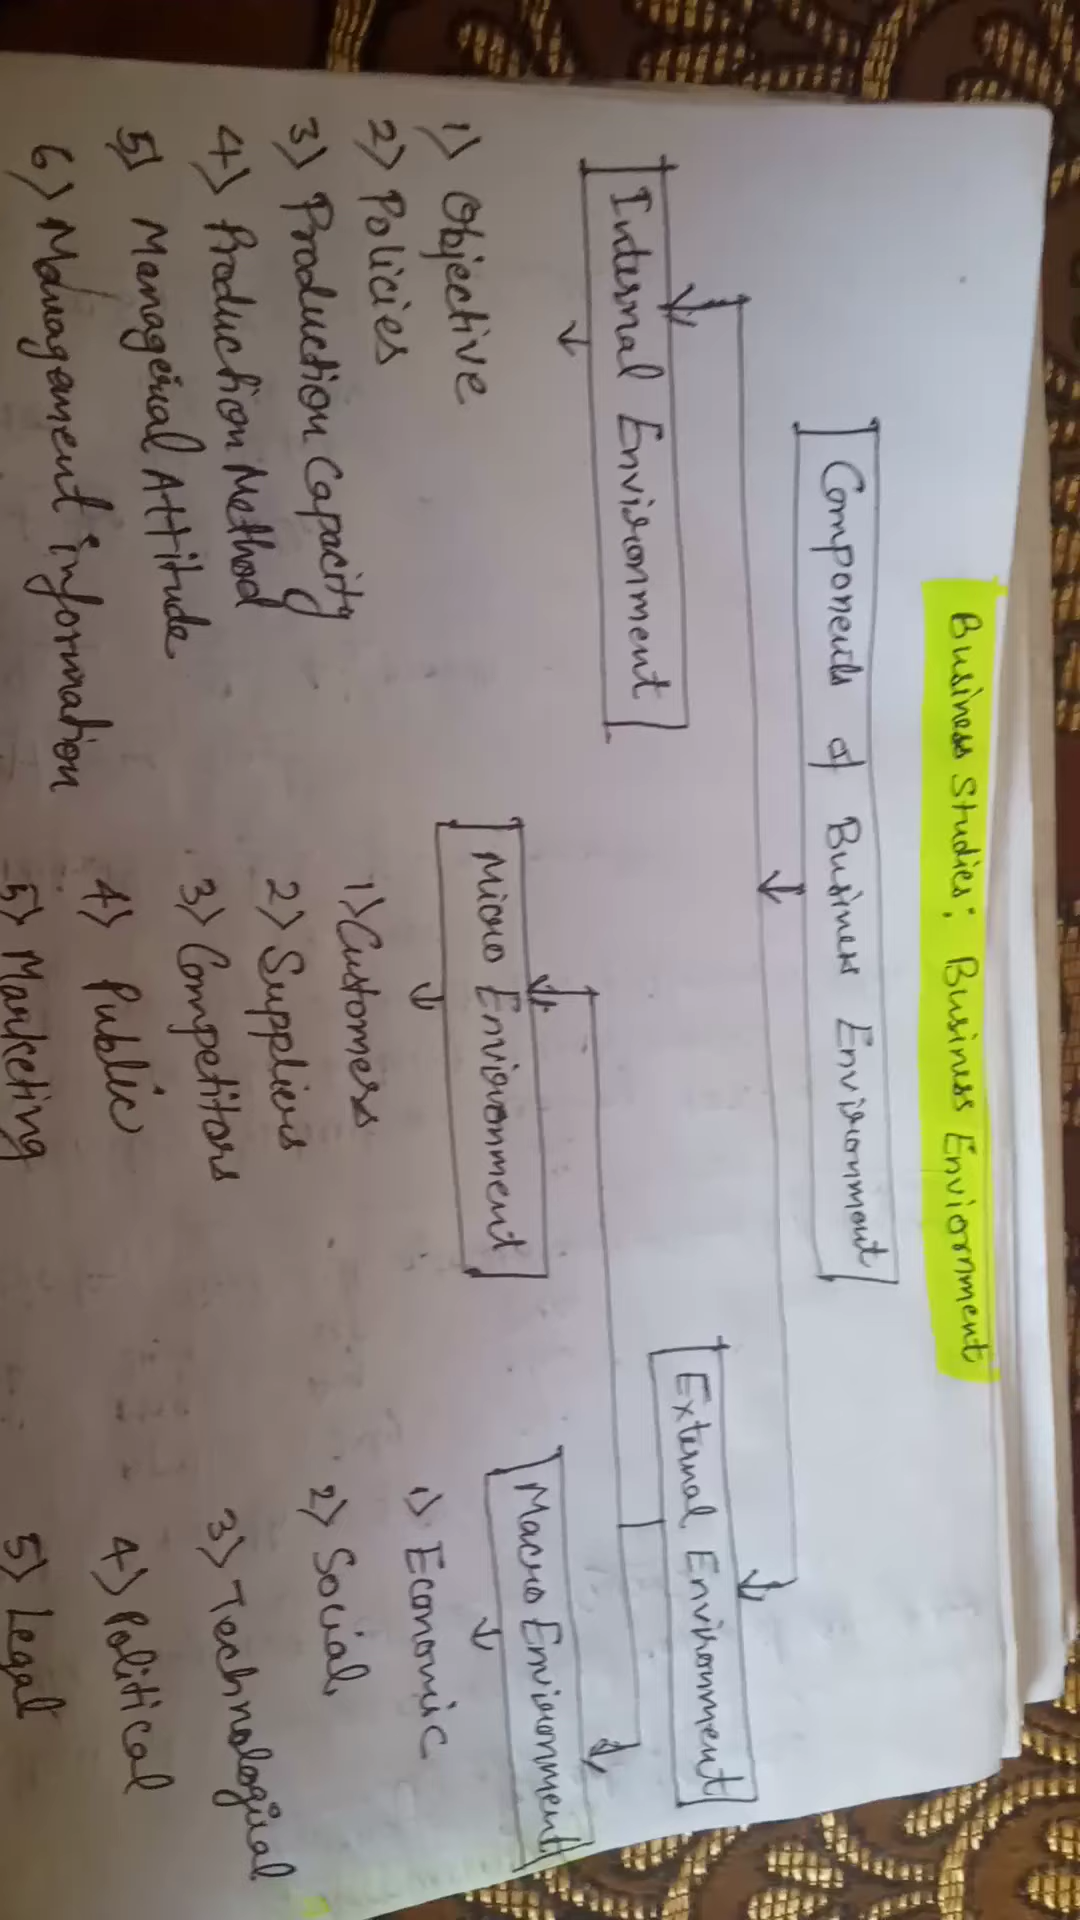 Business Studies; Business Enviornment
Components of Business Environment
Internal Environment
1) Objective
2) Policies
3) Production Capacity
4) Production Method
5) Managerial Attitude
6) Management information
External Environment
Micro Environment
1) Customers
2) Suppliers
3) Competitors
4) Public
5) Marketing
Macro Environment
1) Economic
2) Social
3) Technological
4) Political
5) Legal